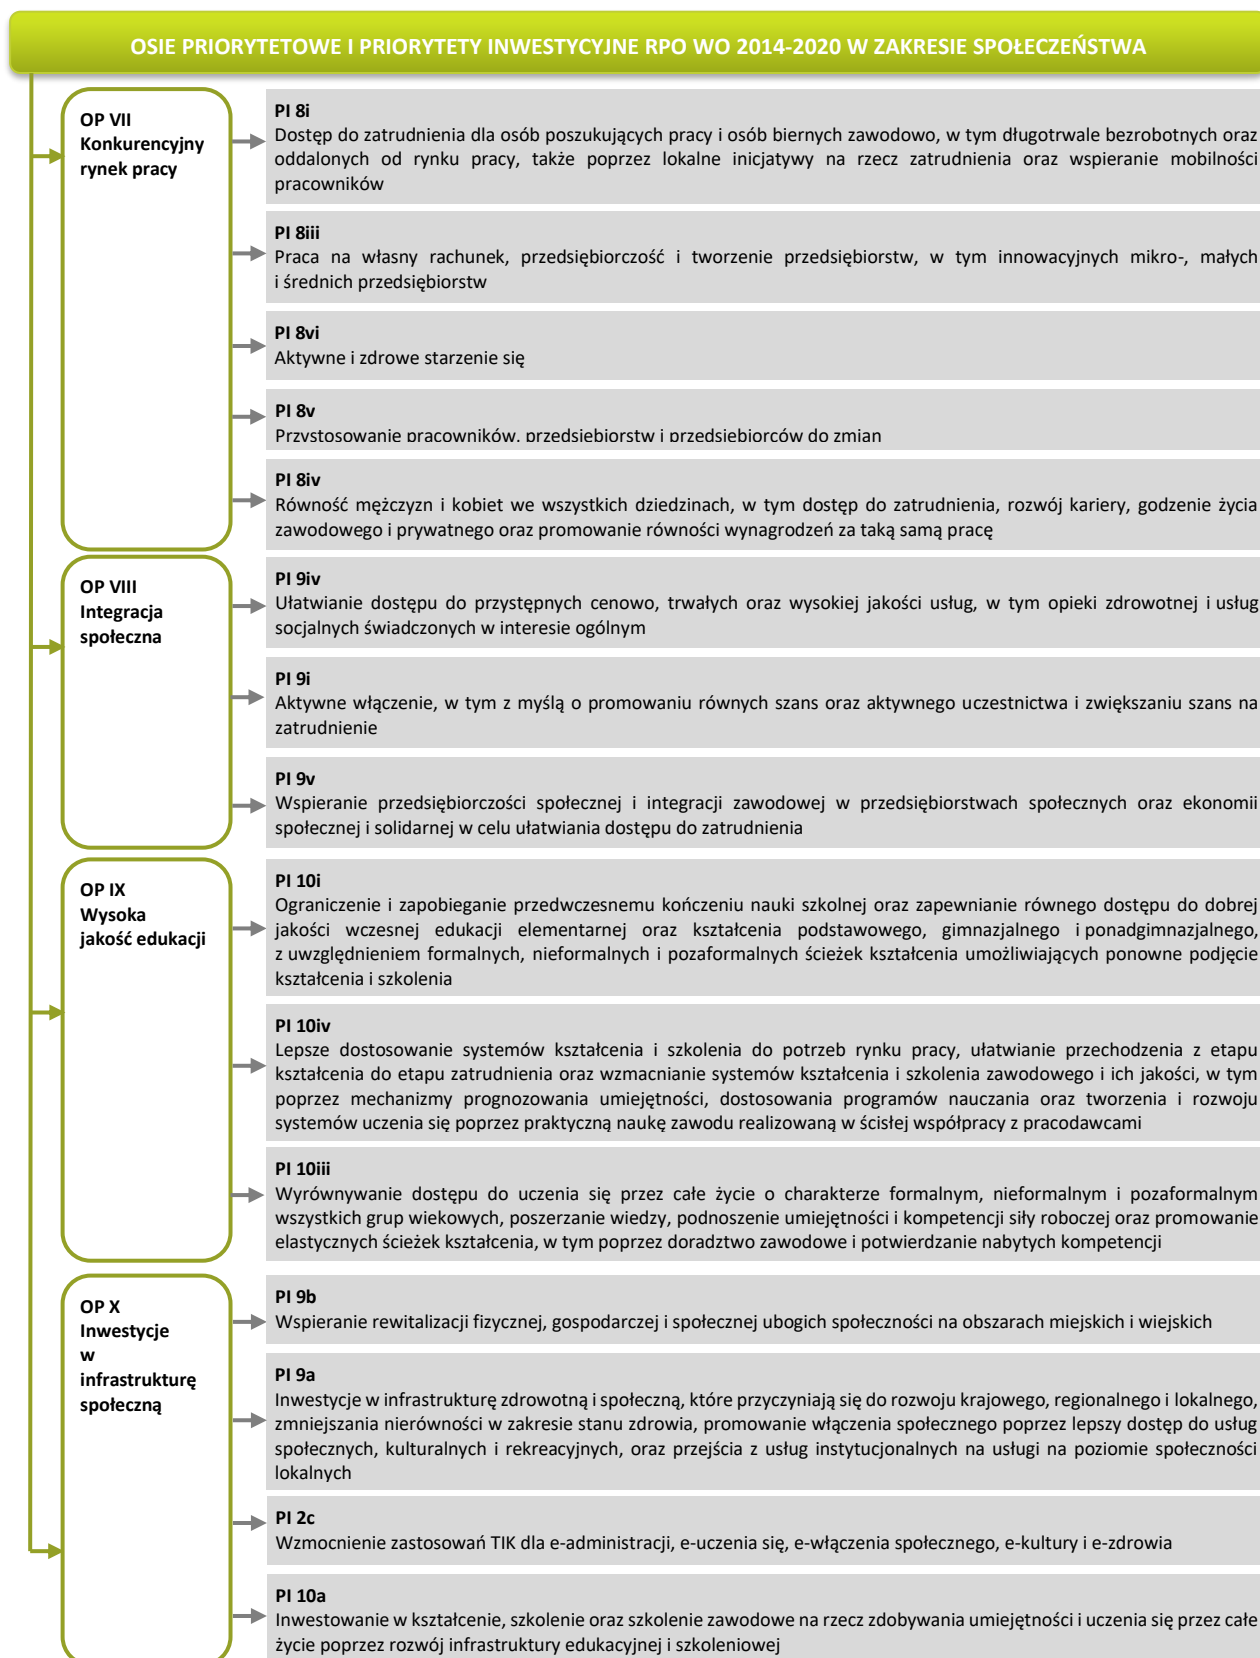 OSIE PRIORYTETOWE I PRIORYTETY INWESTYCYJNE RPO WO 2014-2020 W ZAKRESIE SPOŁECZEŃSTWA
OP VII
Konkurencyjny
rynek pracy
PI 8i
Dostęp do zatrudnienia dla osób poszukujących pracy i osób biernych zawodowo, w tym długotrwale bezrobotnych oraz
oddalonych od rynku pracy, także poprzez lokalne inicjatywy na rzecz zatrudnienia oraz wspieranie mobilności
pracowników
PI 8iii
Praca na własny rachunek, przedsiębiorczość i tworzenie przedsiębiorstw, w tym innowacyjnych mikro-, małych
i średnich przedsiębiorstw
PI 8vi
Aktywne i zdrowe starzenie się
PI 8v
Przystosowanie pracowników, przedsiębiorstw i przedsiębiorców do zmian
PI 8iv
Równość mężczyzn i kobiet we wszystkich dziedzinach, w tym dostęp do zatrudnienia, rozwój kariery, godzenie życia
zawodowego i prywatnego oraz promowanie równości wynagrodzeń za taką samą pracę
OP VIII
Integracja
społeczna
PI 9iv
Ułatwianie dostępu do przystępnych cenowo, trwałych oraz wysokiej jakości usług, w tym opieki zdrowotnej i usług
socjalnych świadczonych w interesie ogólnym
PI 9i
Aktywne włączenie, w tym z myślą o promowaniu równych szans oraz aktywnego uczestnictwa i zwiększaniu szans na
zatrudnienie
PI 9v
Wspieranie przedsiębiorczości społecznej i integracji zawodowej w przedsiębiorstwach społecznych oraz ekonomii
społecznej i solidarnej w celu ułatwiania dostępu do zatrudnienia
OP IX
Wysoka
jakość edukacji
PI 10i
Ograniczenie i zapobieganie przedwczesnemu kończeniu nauki szkolnej oraz zapewnianie równego dostępu do dobrej
jakości wczesnej edukacji elementarnej oraz kształcenia podstawowego, gimnazjalnego i ponadgimnazjalnego,
z uwzględnieniem formalnych, nieformalnych i pozaformalnych ścieżek kształcenia umożliwiających ponowne podjęcie
kształcenia i szkolenia
PI 10iv
Lepsze dostosowanie systemów kształcenia i szkolenia do potrzeb rynku pracy, ułatwianie przechodzenia z etapu
kształcenia do etapu zatrudnienia oraz wzmacnianie systemów kształcenia i szkolenia zawodowego i ich jakości, w tym
poprzez mechanizmy prognozowania umiejętności, dostosowania programów nauczania oraz tworzenia i rozwoju
systemów uczenia się poprzez praktyczną naukę zawodu realizowaną w ścisłej współpracy z pracodawcami
PI 10iii
Wyrównywanie dostępu do uczenia się przez całe życie o charakterze formalnym, nieformalnym i pozaformalnym
wszystkich grup wiekowych, poszerzanie wiedzy, podnoszenie umiejętności i kompetencji siły roboczej oraz promowanie
elastycznych ścieżek kształcenia, w tym poprzez doradztwo zawodowe i potwierdzanie nabytych kompetencji
OP X
Inwestycje
w
infrastrukturę
społeczną
PI 9b
Wspieranie rewitalizacji fizycznej, gospodarczej i społecznej ubogich społeczności na obszarach miejskich i wiejskich
PI 9a
Inwestycje w infrastrukturę zdrowotną i społeczną, które przyczyniają się do rozwoju krajowego, regionalnego i lokalnego,
zmniejszania nierówności w zakresie stanu zdrowia, promowanie włączenia społecznego poprzez lepszy dostęp do usług
społecznych, kulturalnych i rekreacyjnych, oraz przejścia z usług instytucjonalnych na usługi na poziomie społeczności
lokalnych
PI 2c
Wzmocnienie zastosowań TIK dla e-administracji, e-uczenia się, e-włączenia społecznego, e-kultury i e-zdrowia
PI 10a
Inwestowanie w kształcenie, szkolenie oraz szkolenie zawodowe na rzecz zdobywania umiejętności i uczenia się przez całe
życie poprzez rozwój infrastruktury edukacyjnej i szkoleniowej